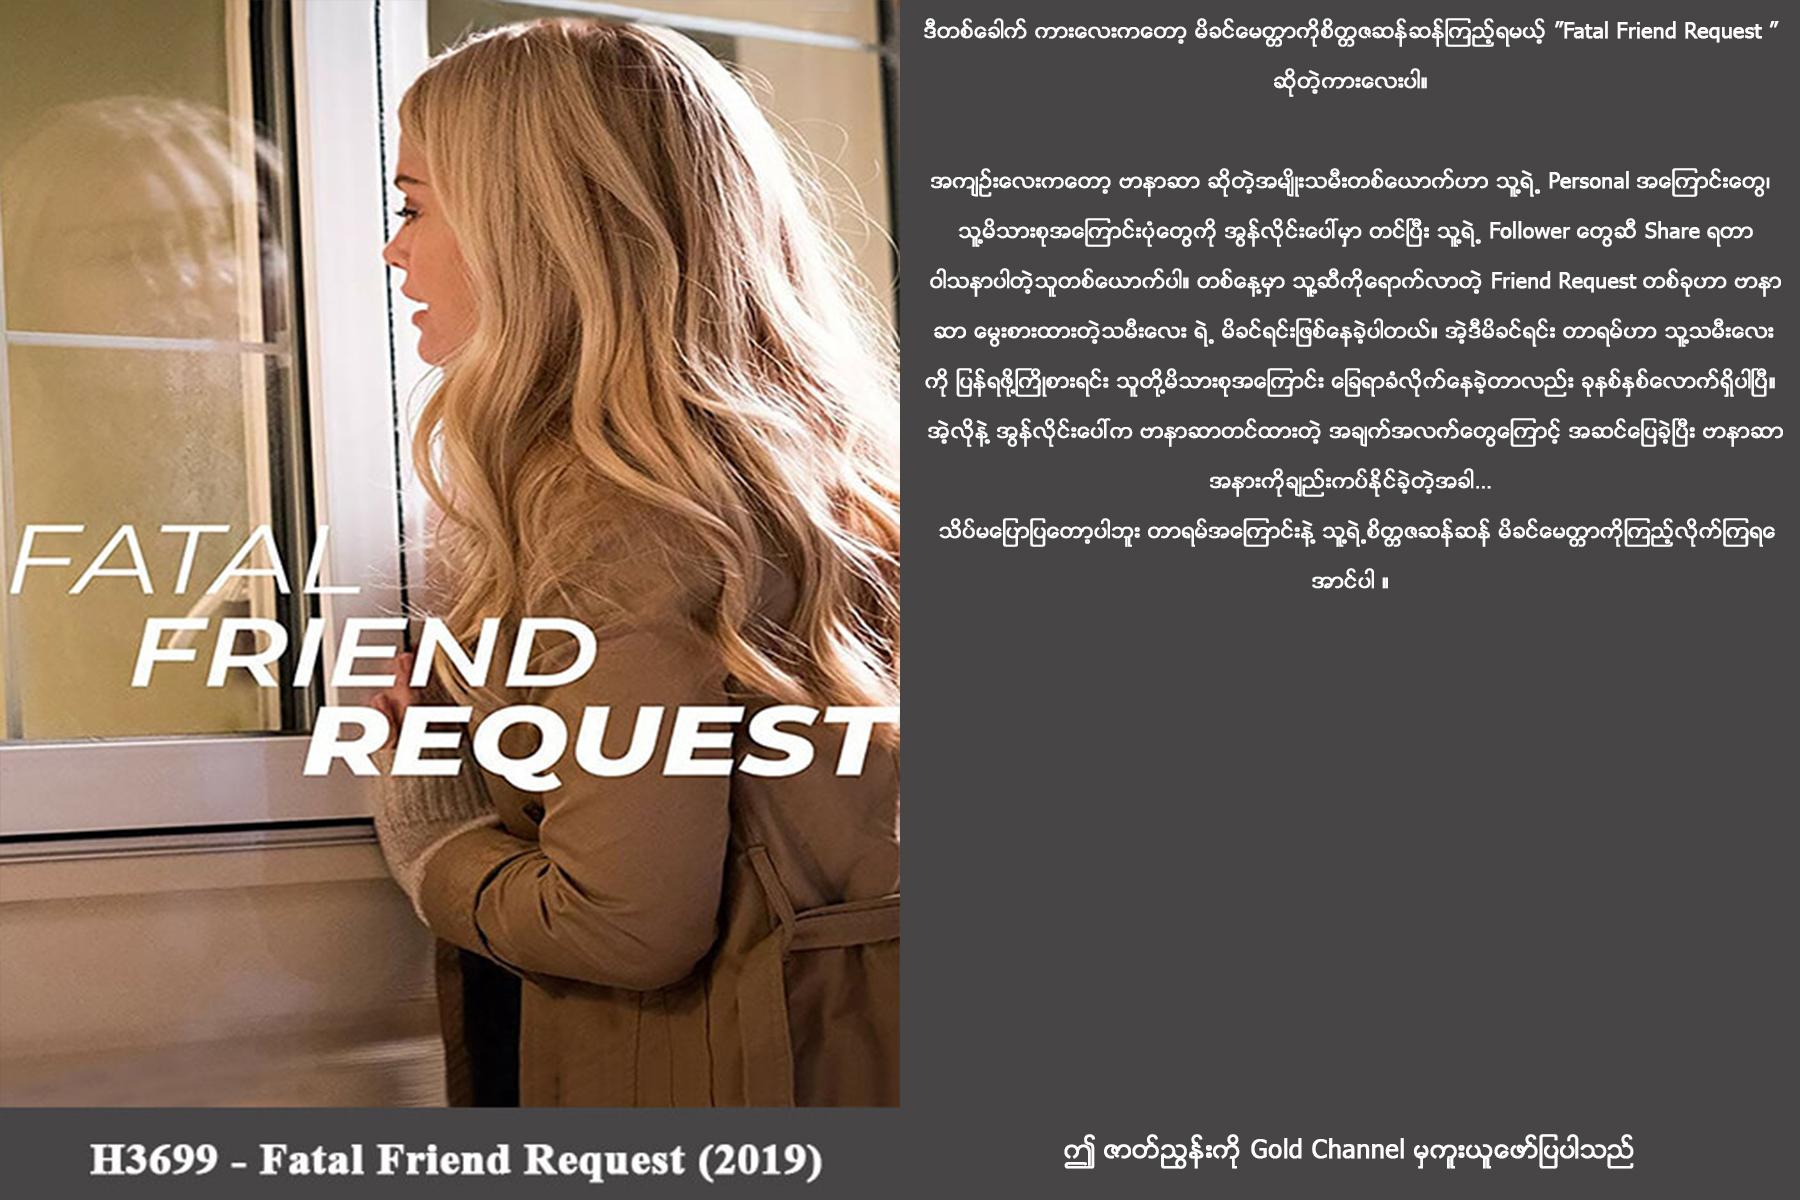 FATAL
FRIEND
REQUEST
H3699 - Fatal Friend Request (2019)
ဒီတစ်ခေါက် ကားလေးကတော့ မိခင်မေတ္တာကိုစိတ္တဇဆန်ဆန်ကြည့်ရမယ့် "Fatal Friend Request "
ဆိုတဲ့ကားလေးပါ။
အကျဉ်းလေးကတော့ ဗာနာဆာ ဆိုတဲ့အမျိုးသမီးတစ်ယောက်ဟာ သူ့ရဲ့ Personal အကြောင်းတွေ၊
သူ့မိသားစုအကြောင်းပုံတွေကို အွန်လိုင်းပေါ်မှာ တင်ပြီး သူ့ရဲ့ Follower တွေဆီ Share ရတာ
ဝါသနာပါတဲ့သူတစ်ယောက်ပါ။ တစ်နေ့မှာ သူ့ဆီကိုရောက်လာတဲ့ Friend Request တစ်ခုဟာ ဗာနာ
ဆာ မွေးစားထားတဲ့သမီးလေး ရဲ့ မိခင်ရင်းဖြစ်နေခဲ့ပါတယ်။ အဲ့ဒီမိခင်ရင်း တာရမ်ဟာ သူ့သမီးလေး
ကို ပြန်ရဖို့ကြိုစားရင်း သူတို့မိသားစုအကြောင်း ခြေရာခံလိုက်နေခဲ့တာလည်း ခုနစ်နှစ်လောက်ရှိပါပြီ။
အဲ့လိုနဲ့ အွန်လိုင်းပေါ်က ဗာနာဆာတင်ထားတဲ့ အချက်အလက်တွေကြောင့် အဆင်ပြေခဲ့ပြီး ဗာနာဆာ
အနားကိုချည်းကပ်နိုင်ခဲ့တဲ့အခါ...
သိပ်မပြောပြတော့ပါဘူး တာရမ်အကြောင်းနဲ့ သူ့ရဲ့စိတ္တဇဆန်ဆန် မိခင်မေတ္တာကိုကြည့်လိုက်ကြရေ
အာင်ပါ ။
ဤ ဇာတ်ညွှန်းကို Gold Channel မှကူးယူဖော်ပြပါသည်